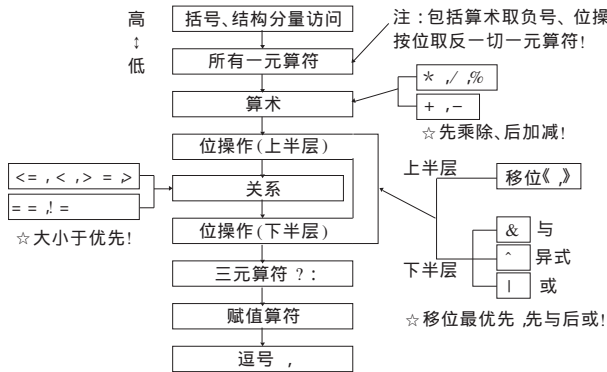 高
↕
低
括号、结构分量访问
注:包括算术取负号、位操
按位取反一切一元算符!
所有一元算符
算术
* ,/ ,%
+ ,-
☆先乘除、后加减!
位操作(上半层)
<= , < , > = ,>
= = ,! =
☆大小于优先!
关系
位操作(下半层)
上半层
移位《 ,》
下半层
& 与
^ 异式
| 或
☆移位最优先 ,先与后或!
三元算符 ? :
赋值算符
逗号 ,